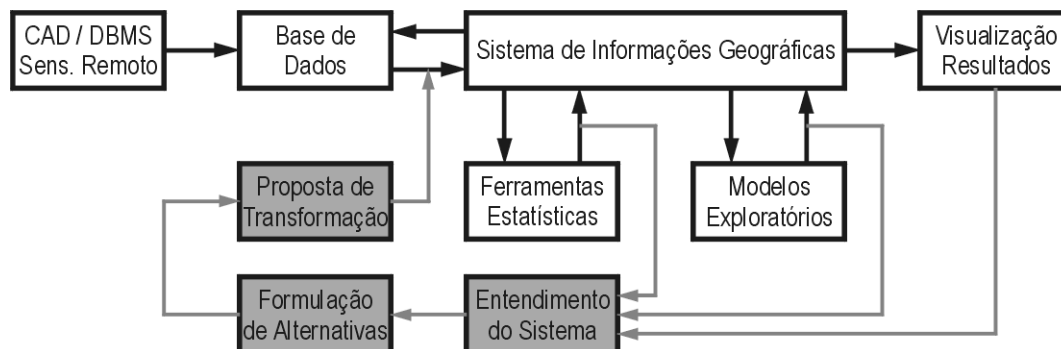 CAD / DBMS
Sens. Remoto
Base de
Dados
Sistema de Informações Geográficas
Visualização
Resultados
Proposta de
Transformação
Ferramentas
Estatísticas
Modelos
Exploratórios
Formulação
de Alternativas
Entendimento
do Sistema